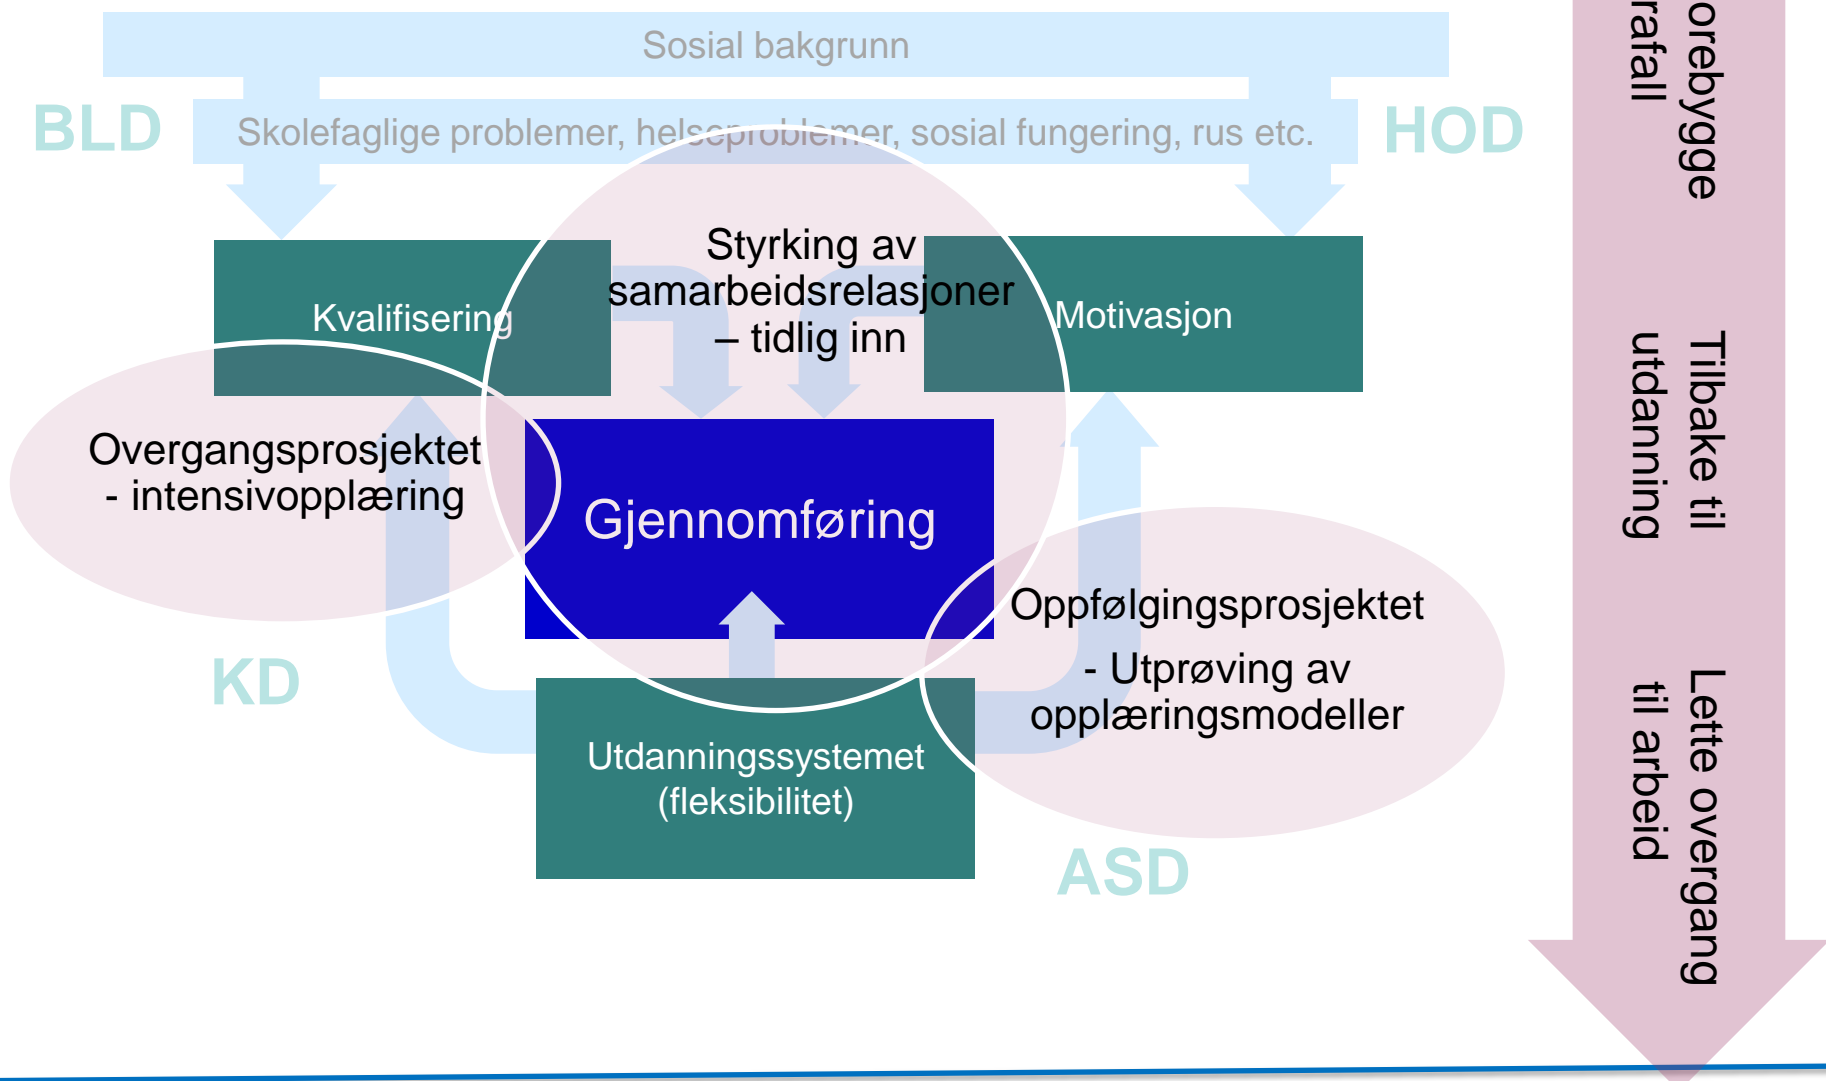 Sosial bakgrunn
BLD
Skolefaglige problemer, helseproblemer, sosial fungering, rus etc.
HOD
Kvalifisering
Styrking av
samarbeidsrelasjoner
– tidlig inn
Motivasjon
Overgangsprosjektet
- intensivopplæring
Gjennomføring
Oppfølgingsprosjektet
- Utprøving av
opplæringsmodeller
KD
Utdanningssystemet
(fleksibilitet)
ASD
orebygge
rafall
Tilbake til
utdanning
Lette overgang
til arbeid